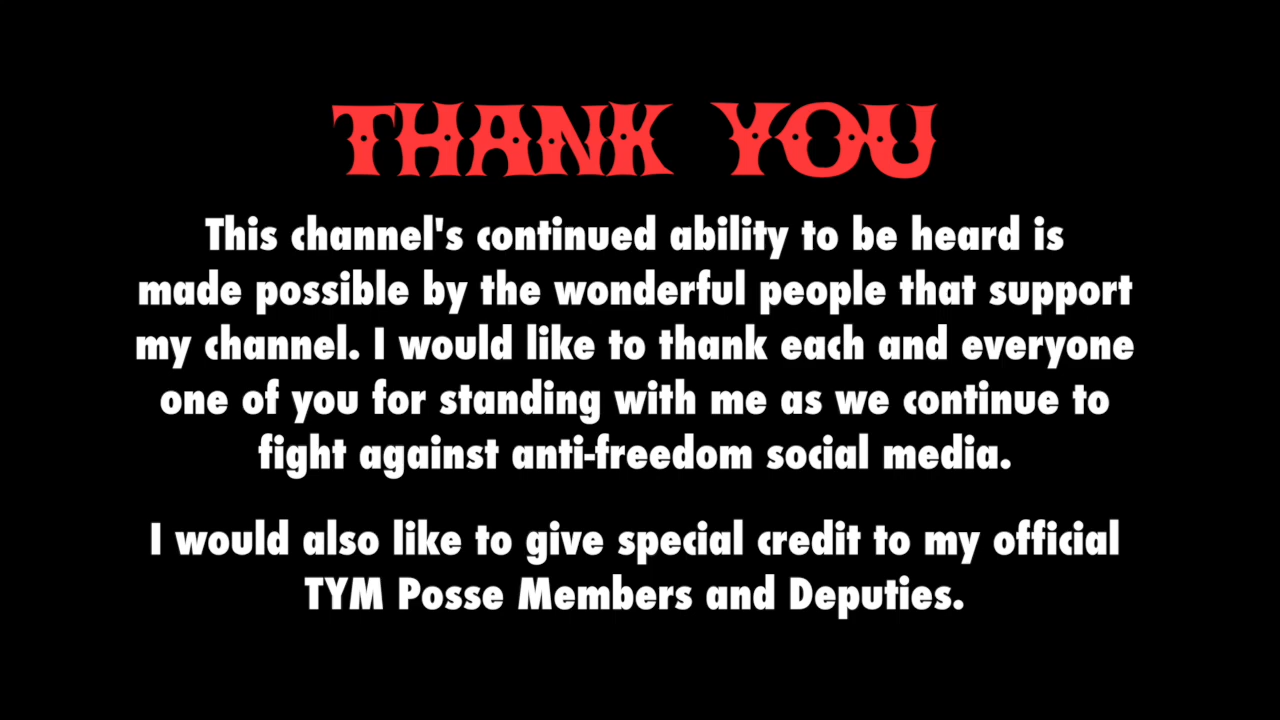 THANK YOU
This channel's continued ability to be heard is
made possible by the wonderful people that support
my channel. I would like to thank each and everyone
one of you for standing with me as we continue to
fight against anti-freedom social media.
I would also like to give special credit to my official
TYM Posse Members and Deputies.